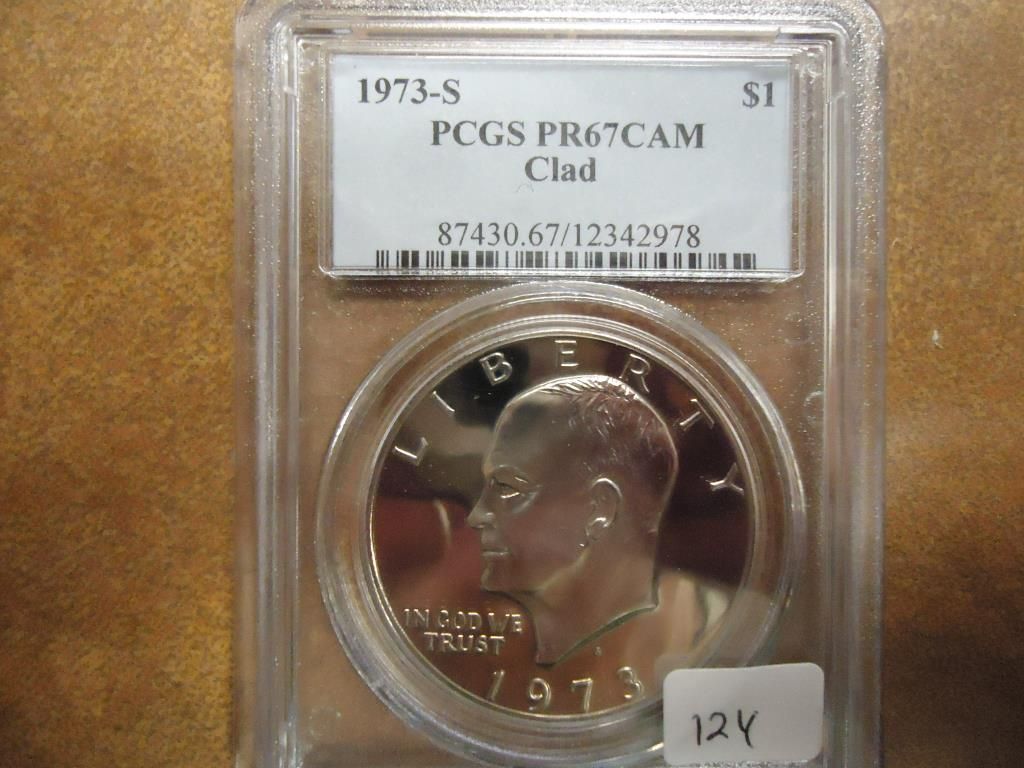 1973-S $1
PCGS PR67CAM
Clad
87430.67/12342978
LIBERTY
IN GOD WE
TRUST
S
1973
124